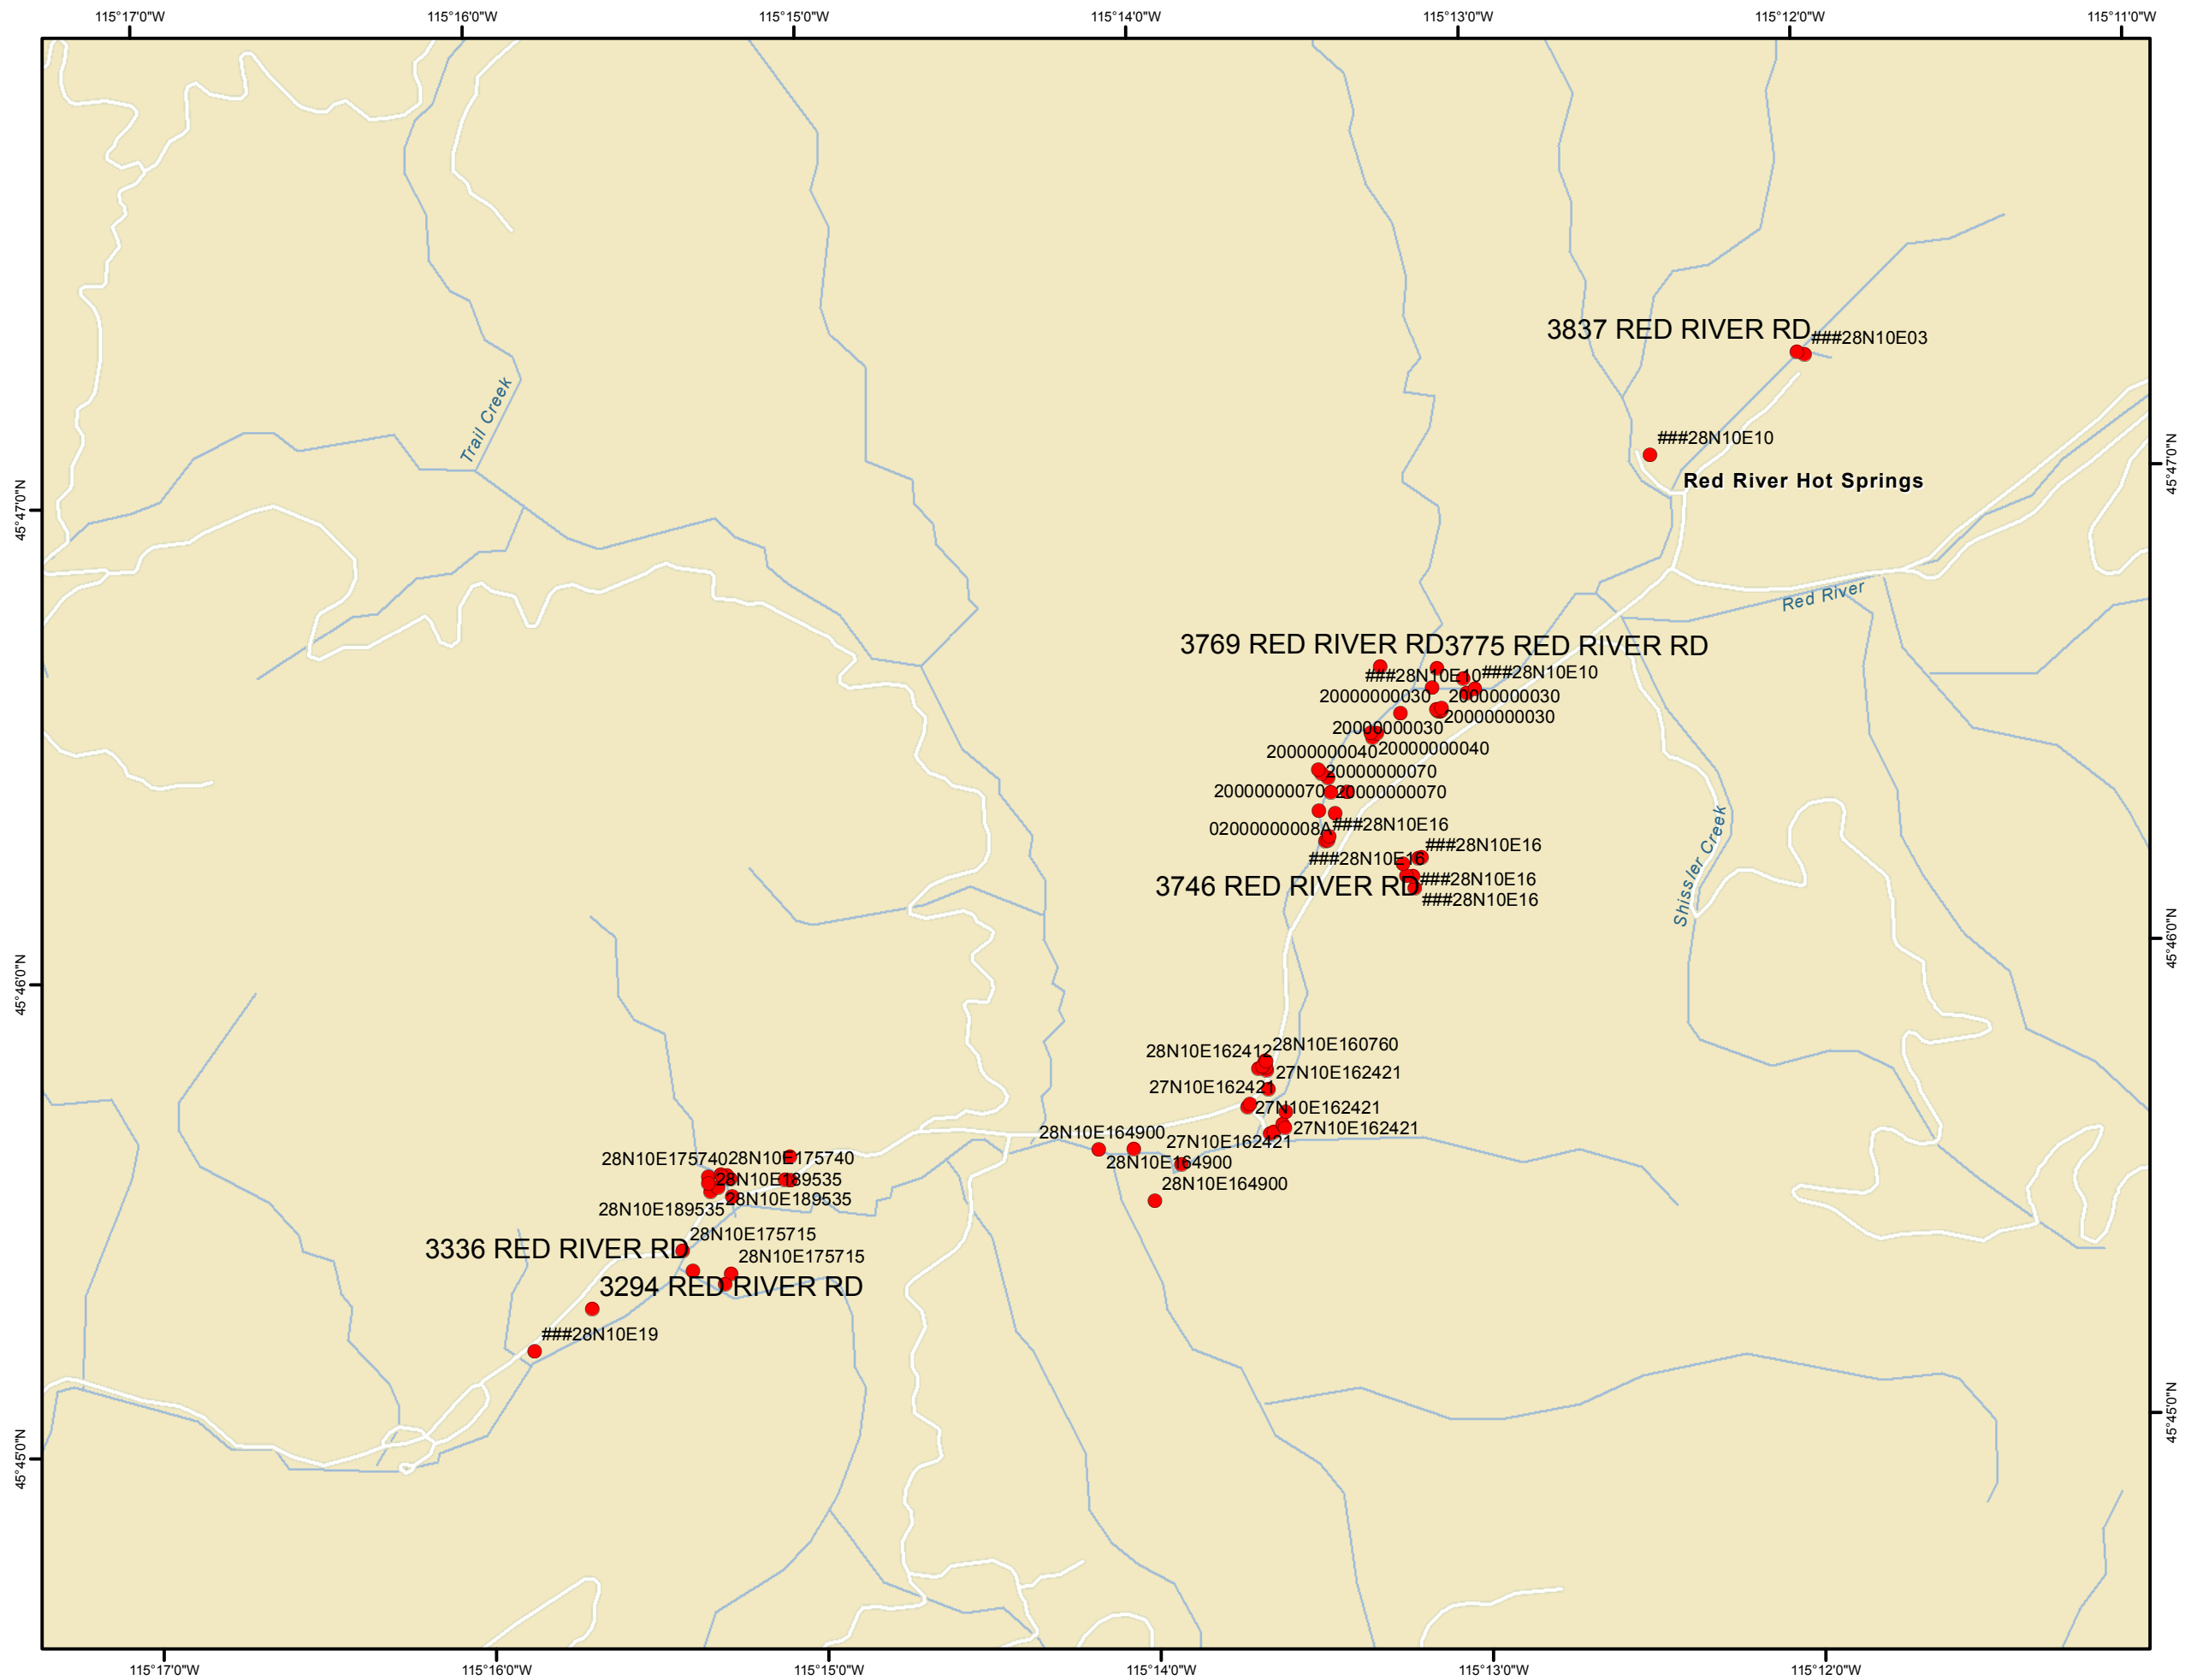 115°17'0"W
115°16'0"W
115°15'0"W
115°14'0"W
115°13'0"W
115°12'0"W
115°11'0"W
3837 RED RIVER RD
###28N10E03
Trail Creek
###28N10E10
45°47'0"N
Red River Hot Springs
45°47'0"N
Red River
3769 RED RIVER RD
3775 RED RIVER RD
###28N10E10
###28N10E10
20000000030
20000000030
20000000030
20000000030
20000000040
20000000040
20000000070
20000000070
20000000070
02000000008A
###28N10E16
###28N10E16
###28N10E16
Shissler Creek
3746 RED RIVER RD
###28N10E16
###28N10E16
45°46'0"N
45°46'0"N
28N10E162412
28N10E160760
27N10E162421
27N10E162421
27N10E162421
27N10E162421
28N10E164900
27N10E162421
28N10E175740
28N10E175740
28N10E164900
28N10E189535
28N10E164900
28N10E189535
28N10E189535
28N10E175715
3336 RED RIVER RD
28N10E175715
3294 RED RIVER RD
###28N10E19
45°45'0"N
45°45'0"N
115°17'0"W
115°16'0"W
115°15'0"W
115°14'0"W
115°13'0"W
115°12'0"W